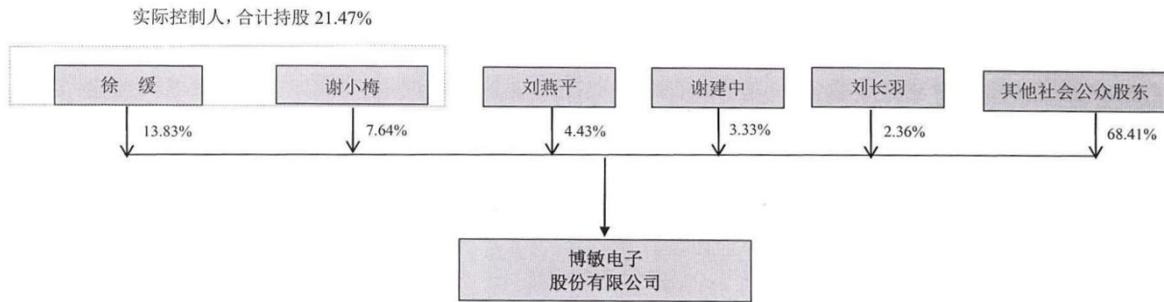 实际控制人，合计持股 21.47%
徐 缓
谢小梅
刘燕平
谢建中
刘长羽
其他社会公众股东
13.83%
7.64%
4.43%
3.33%
2.36%
68.41%
博敏电子
股份有限公司